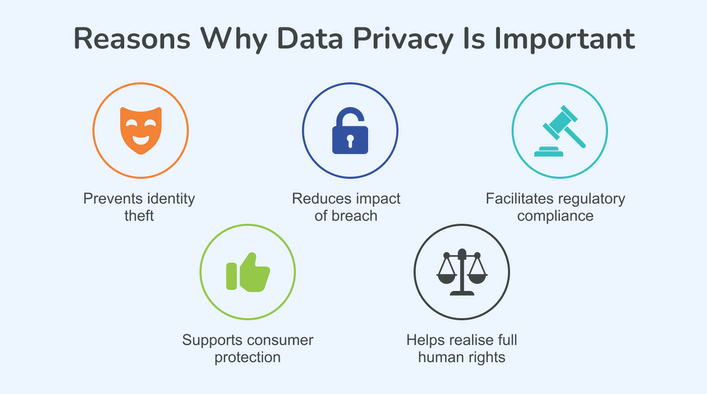 Reasons Why Data Privacy Is Important
Prevents identity
theft
Reduces impact
of breach
Facilitates regulatory
compliance
Supports consumer
protection
Helps realise full
human rights